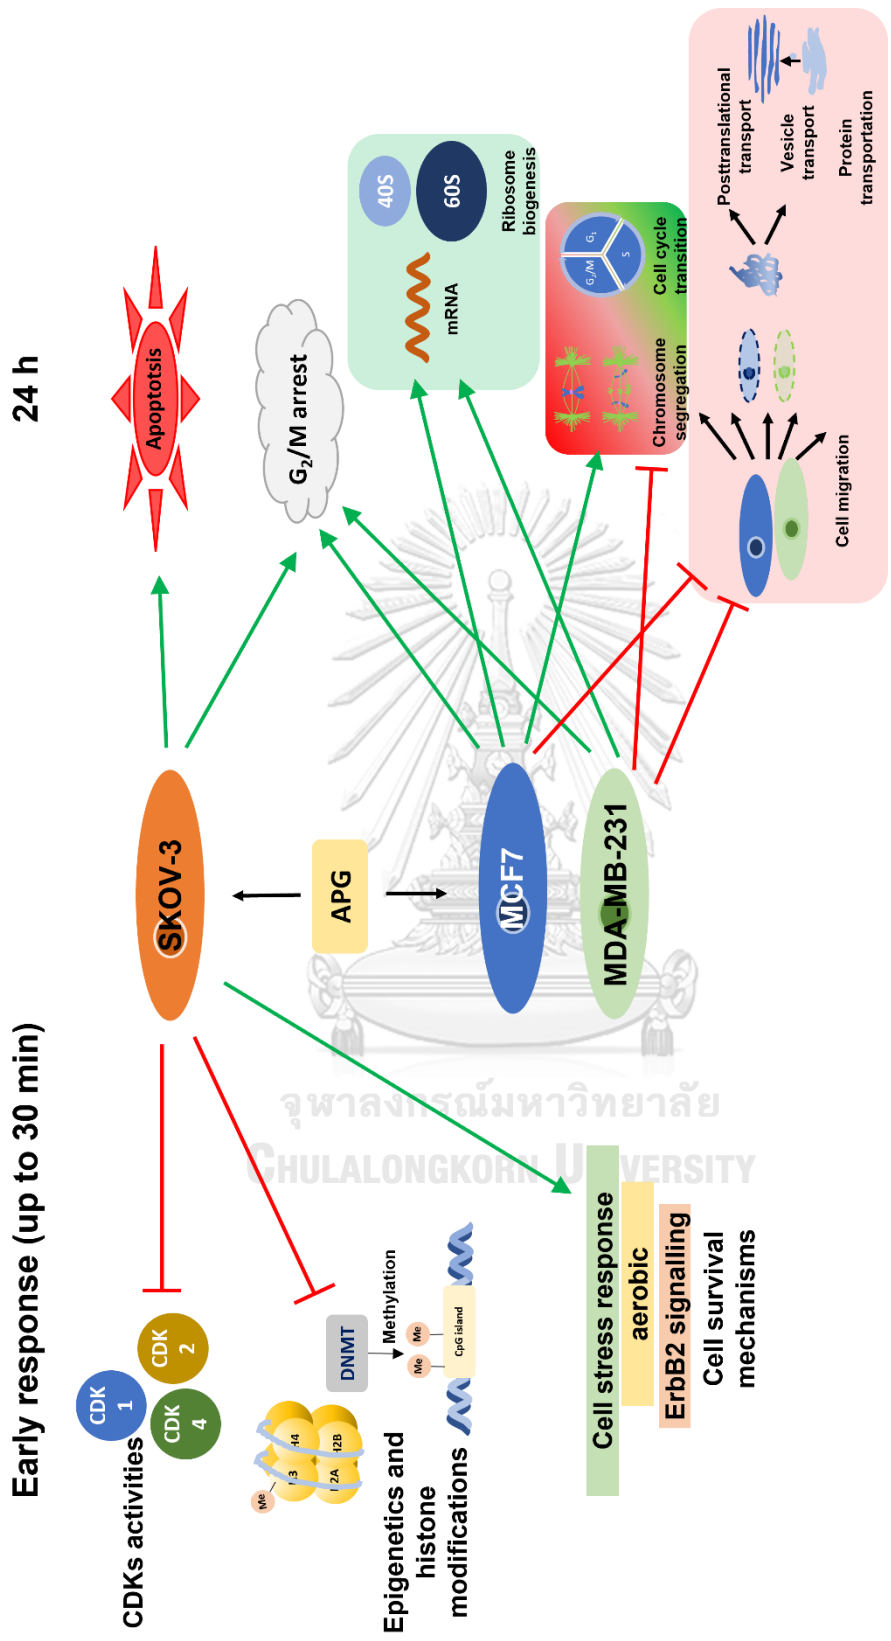 Early response (up to 30 min)
24 h
CDK
1
CDK
2
CDK
4
CDKs activities
Me
H4
H2B
DNMT
Methylation
Me
Me
CpG island
Epigenetics and
histone
modifications
Cell stress response
aerobic
ErbB2 signalling
Cell survival
mechanisms
SKOV-3
APG
MCF7
MDA-MB-231
Apoptotsis
G₂/M arrest
mRNA
40S
60S
Ribosome
biogenesis
G₂/M
G₁
S
Chromosome
segregation
Cell cycle
transition
Cell migration
Posttranslational
transport
Vesicle
transport
Protein
transportation
จุฬาลงกรณ์มหาวิทยาลัย
CHULALONGKORN UNIVERSITY